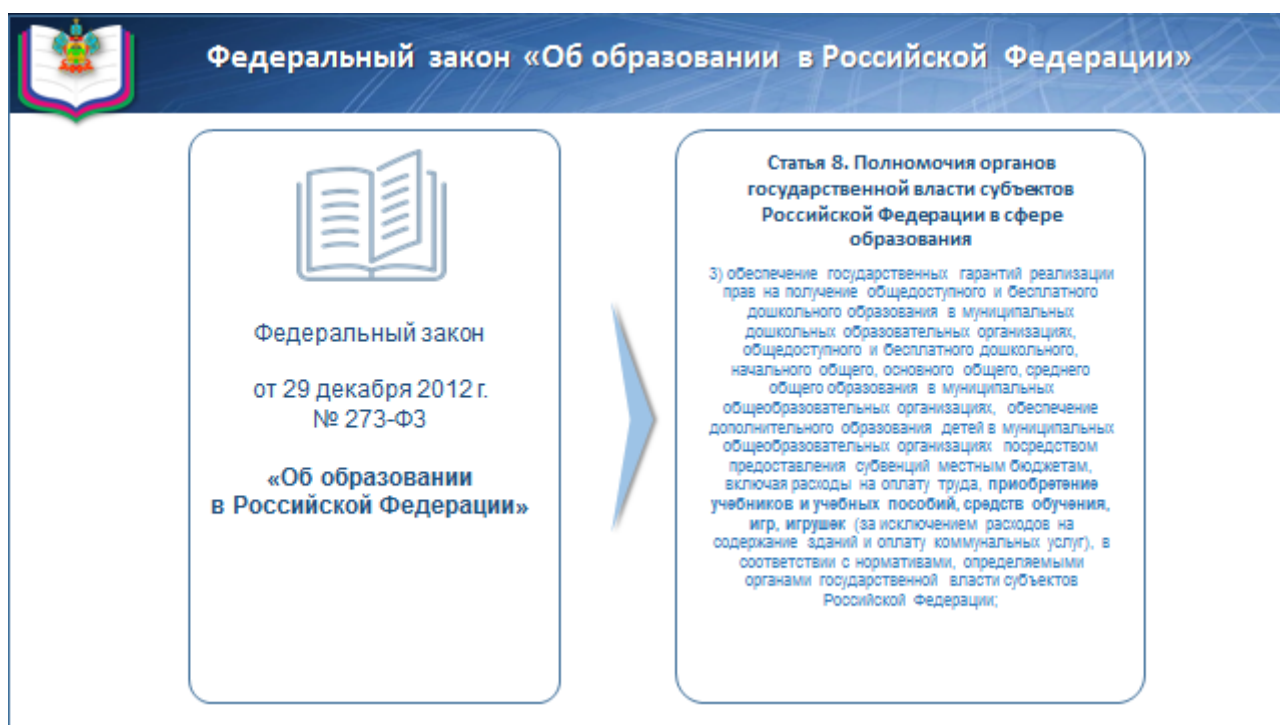 Федеральный закон «Об образовании в Российской Федерации»
Федеральный закон
от 29 декабря 2012 г.
№ 273-ФЗ
«Об образовании
в Российской Федерации»
Статья 8. Полномочия органов
государственной власти субъектов
Российской Федерации в сфере
образования
3) обеспечение государственных гарантий реализации
прав на получение общедоступного и бесплатного
дошкольного образования в муниципальных
дошкольных образовательных организациях,
общедоступного и бесплатного дошкольного,
начального общего, основного общего, среднего
общего образования в муниципальных
общеобразовательных организациях, обеспечение
дополнительного образования детей в муниципальных
общеобразовательных организациях посредством
предоставления субвенций местным бюджетам,
включая расходы на оплату труда, приобретение
учебников и учебных пособий, средств обучения,
игр, игрушек (за исключением расходов на
содержание зданий и оплату коммунальных услуг), в
соответствии с нормативами, определяемыми
органами государственной власти субъектов
Российской Федерации;